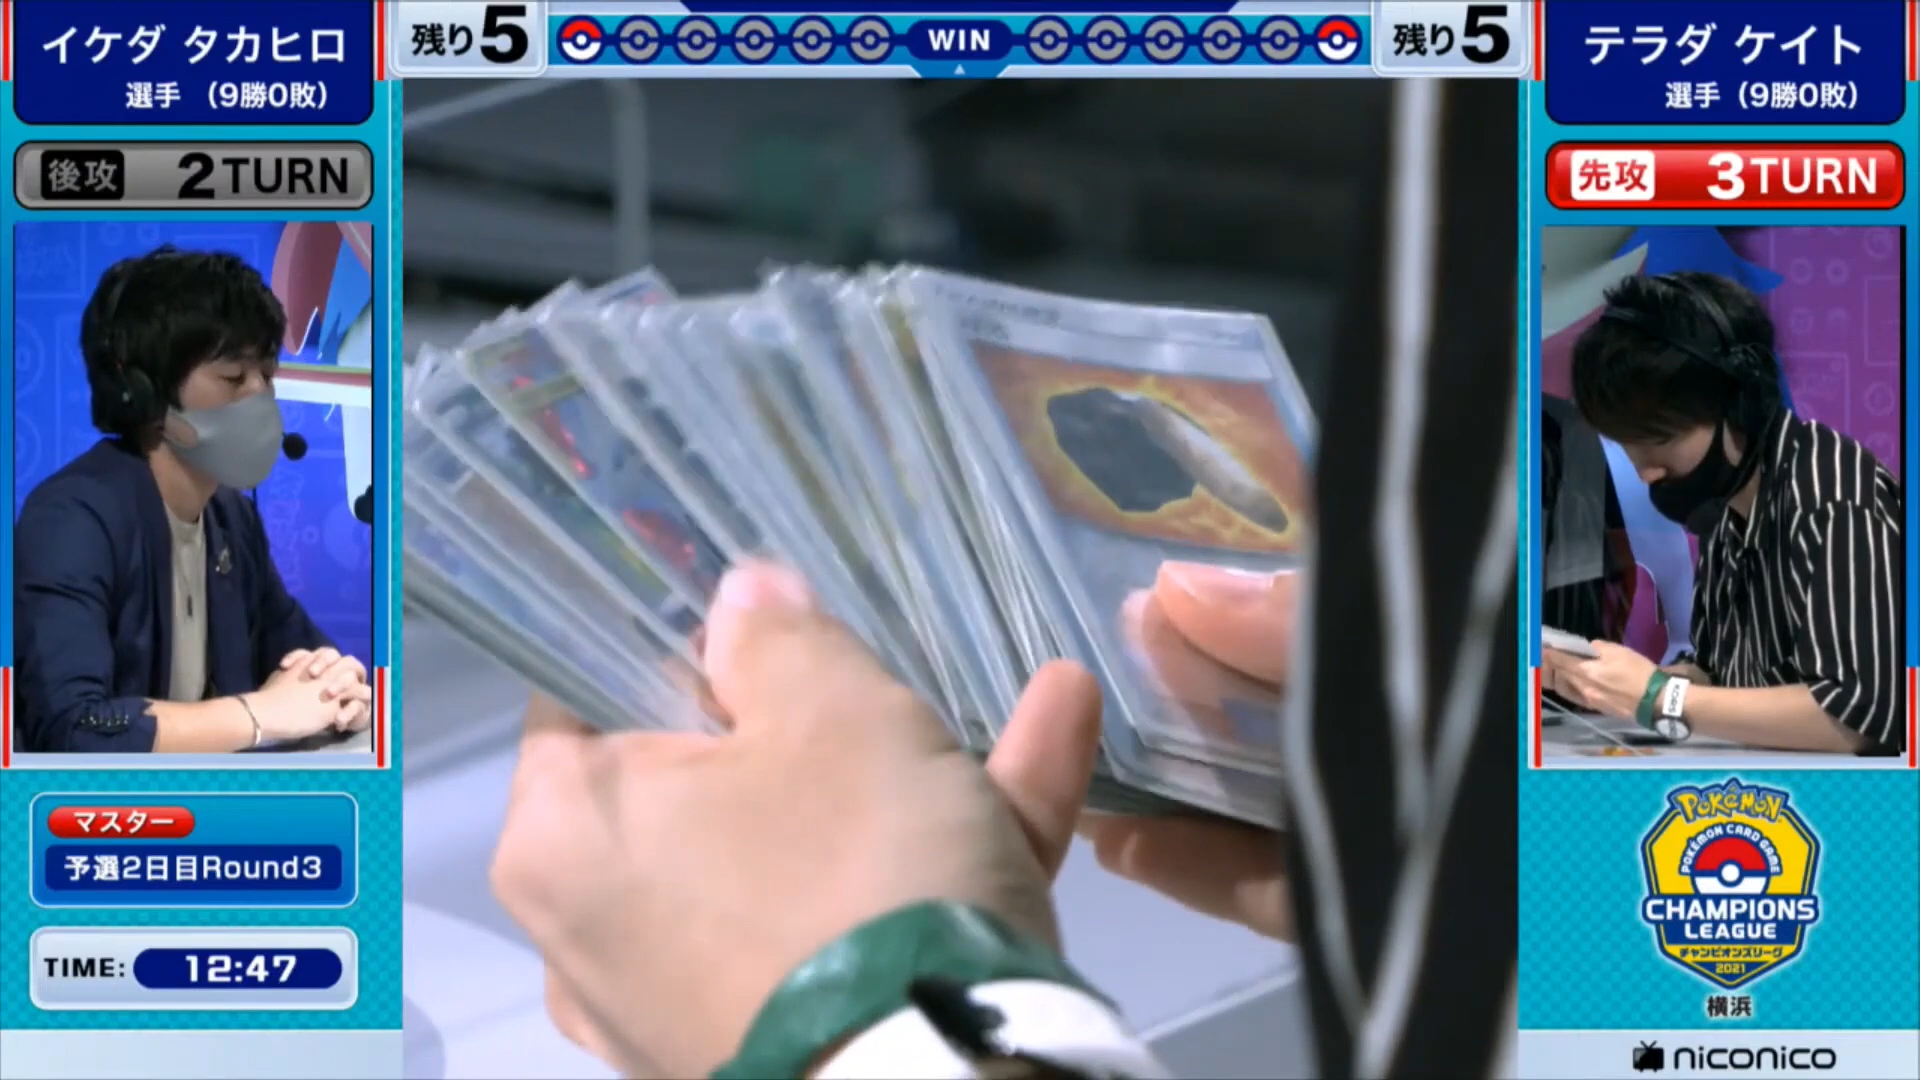 イケダ タカヒロ
選手 (9勝0敗)
後攻 2TURN
残り5
WIN
残り5
テラダ ケイト
選手 (9勝0敗)
先攻 3TURN
マスター
予選2日目Round3
TIME: 12:47
POKÉMON
POKÉMON CARD GAME
CHAMPIONS
LEAGUE
チャンピオンズリーグ
2021
横浜
niconico